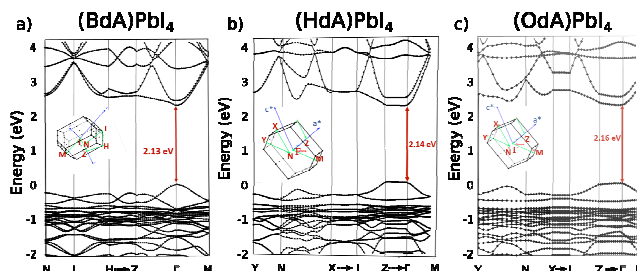 a) (BdA)PbI4 b) (HdA)PbI4 c) (OdA)PbI4
Energy (eV) Energy (eV) Energy (eV)
4 4 4
3 3 3
2 2 2
1 1 1
0 0 0
-1 -1 -1
-2 -2 -2
2.13 eV 2.14 eV 2.16 eV
M N Z H I
c* a* X Y N Z M
c* a* X Y N I Z M
N I H Z Γ M Y N X I Z Γ M Y N X I Z Γ M